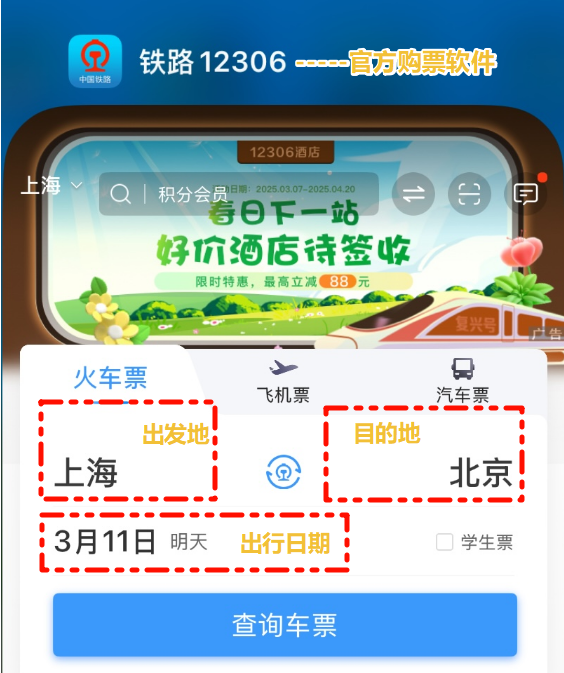 中国铁路
铁路 12306 -----官方购票软件
12306酒店
上海
积分会员
日期：2025.03.07-2025.04.20
春日下一站
好价酒店待签收
限时特惠，最高立减 88 元
复兴号
广告
火车票
飞机票
汽车票
出发地
目的地
上海
北京
3月11日 明天 出行日期
学生票
查询车票